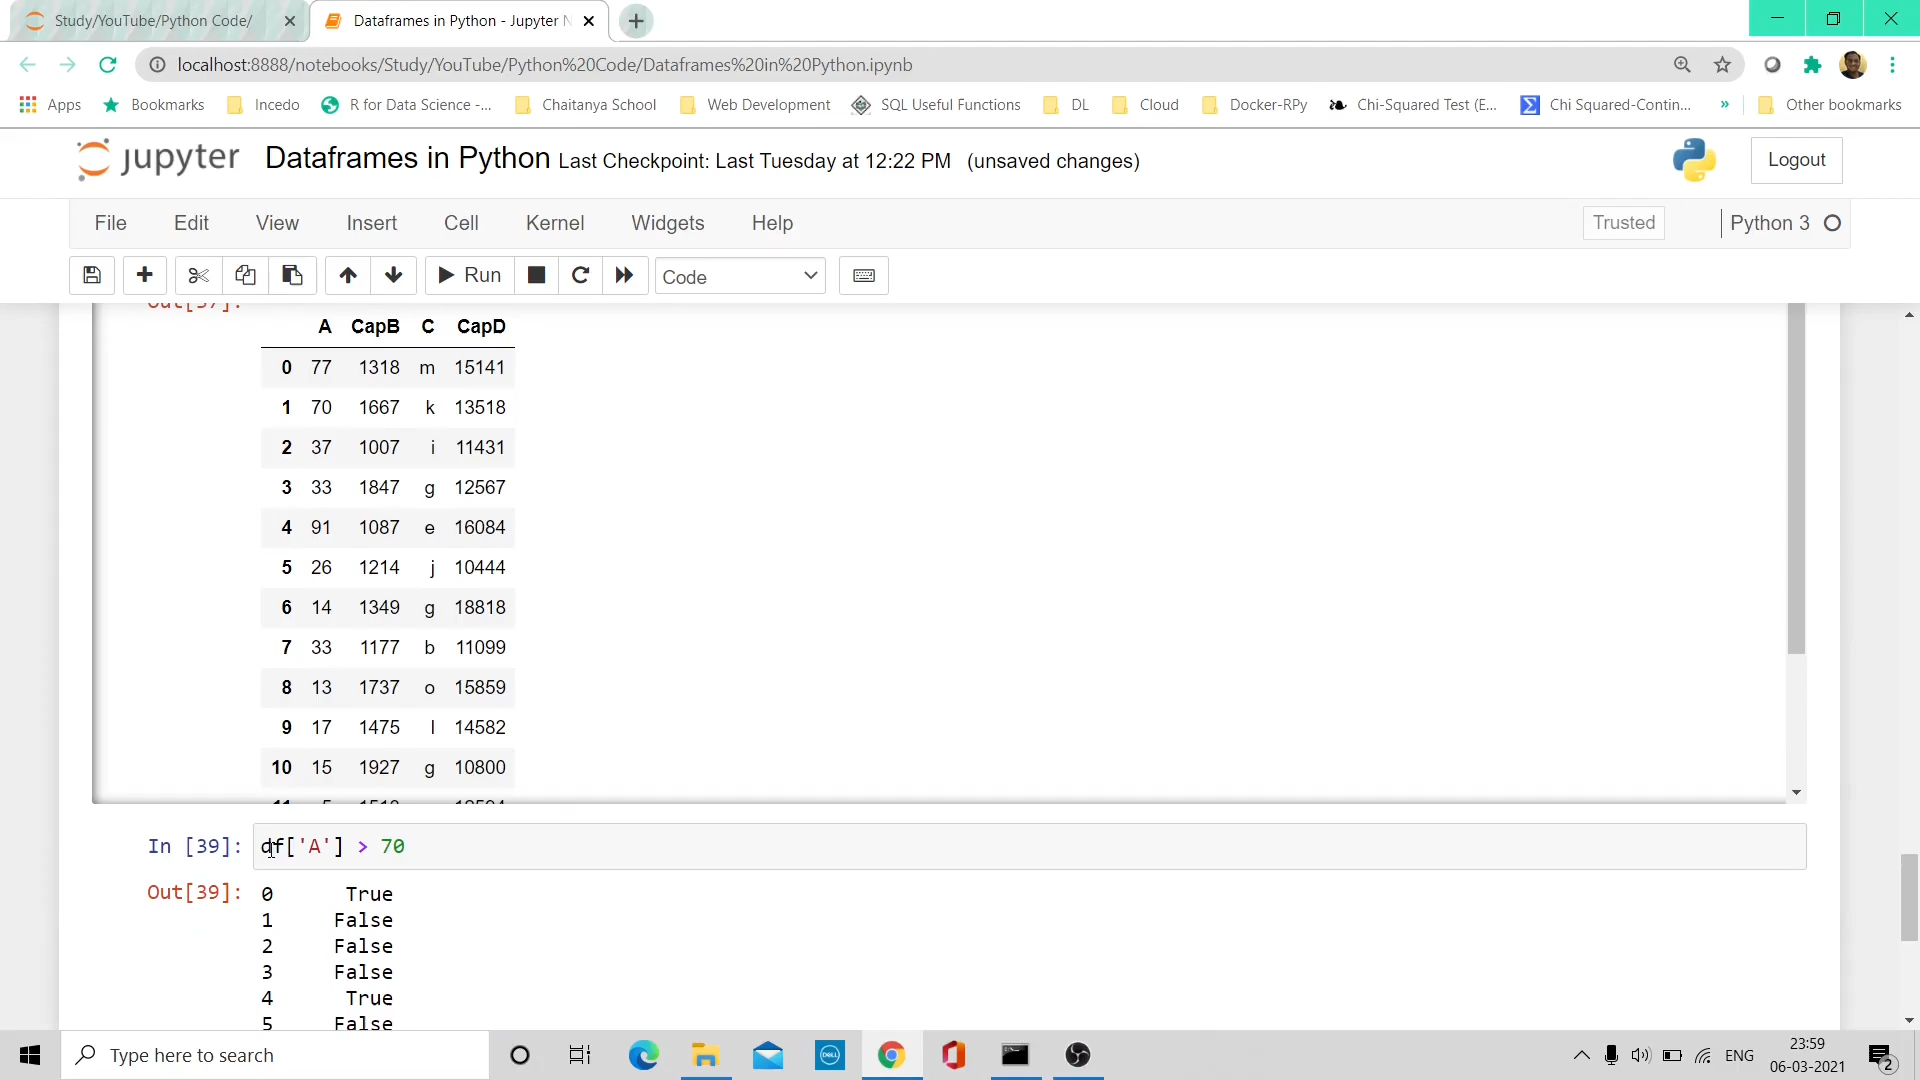 Study/YouTube/Python Code/
Dataframes in Python - Jupyter N
localhost:8888/notebooks/Study/YouTube/Python%20Code/Dataframes%20in%20Python.ipynb
Apps Bookmarks Incedo R for Data Science -... Chaitanya School Web Development SQL Useful Functions DL Cloud Docker-RPy Chi-Squared Test (E... Chi Squared-Contin... » Other bookmarks
jupyter Dataframes in Python Last Checkpoint: Last Tuesday at 12:22 PM (unsaved changes) Logout
File Edit View Insert Cell Kernel Widgets Help Trusted Python 3
Run Code
Out[37]:
A CapB C CapD
0 77 1318 m 15141
1 70 1667 k 13518
2 37 1007 i 11431
3 33 1847 g 12567
4 91 1087 e 16084
5 26 1214 j 10444
6 14 1349 g 18818
7 33 1177 b 11099
8 13 1737 o 15859
9 17 1475 l 14582
10 15 1927 g 10800
In [39]: df['A'] > 70
Out[39]: 0 True
1 False
2 False
3 False
4 True
5 False
Type here to search
DELL
ENG
23:59
06-03-2021
2